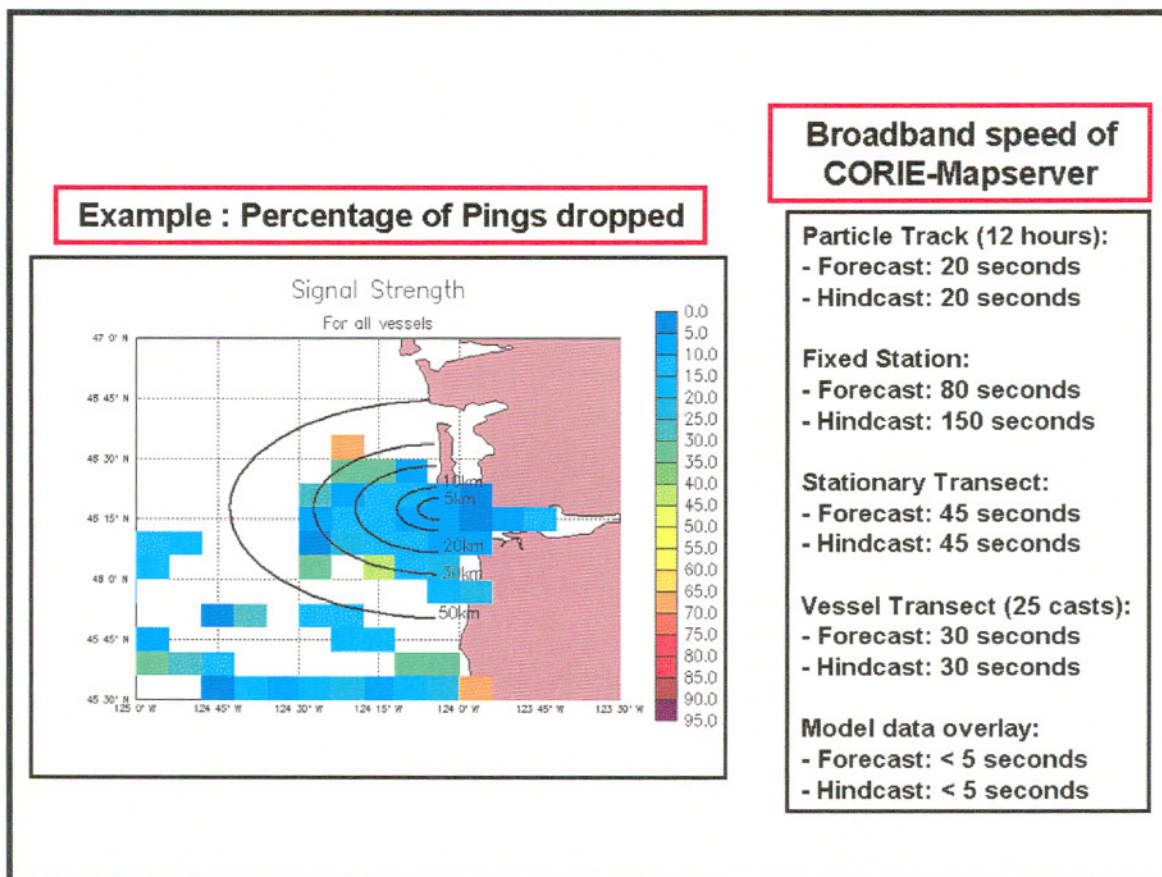 Example : Percentage of Pings dropped
Signal Strength
For all vessels
47 0' N
46 45' N
46 30' N
46 15' N
46 0' N
45 45' N
45 30' N
125 0' W
124 45' W
124 30' W
124 15' W
124 0' W
123 45' W
123 30' W
10km
5km
20km
30km
50km
0.0
5.0
10.0
15.0
20.0
25.0
30.0
35.0
40.0
45.0
50.0
55.0
60.0
65.0
70.0
75.0
80.0
85.0
90.0
95.0
Broadband speed of
CORIE-Mapserver
Particle Track (12 hours):
- Forecast: 20 seconds
- Hindcast: 20 seconds
Fixed Station:
- Forecast: 80 seconds
- Hindcast: 150 seconds
Stationary Transect:
- Forecast: 45 seconds
- Hindcast: 45 seconds
Vessel Transect (25 casts):
- Forecast: 30 seconds
- Hindcast: 30 seconds
Model data overlay:
- Forecast: < 5 seconds
- Hindcast: < 5 seconds